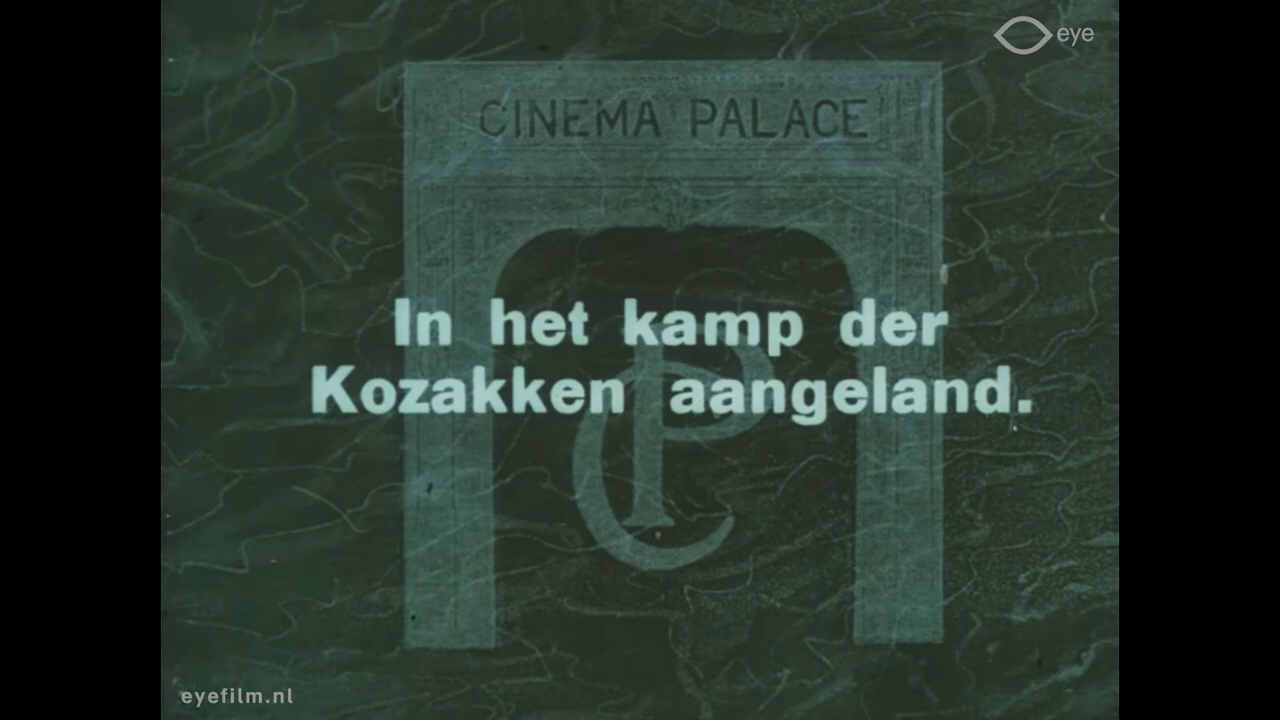 eye
CINEMA PALACE
In het kamp der
Kozakken aangeland.
CP
eyefilm.nl